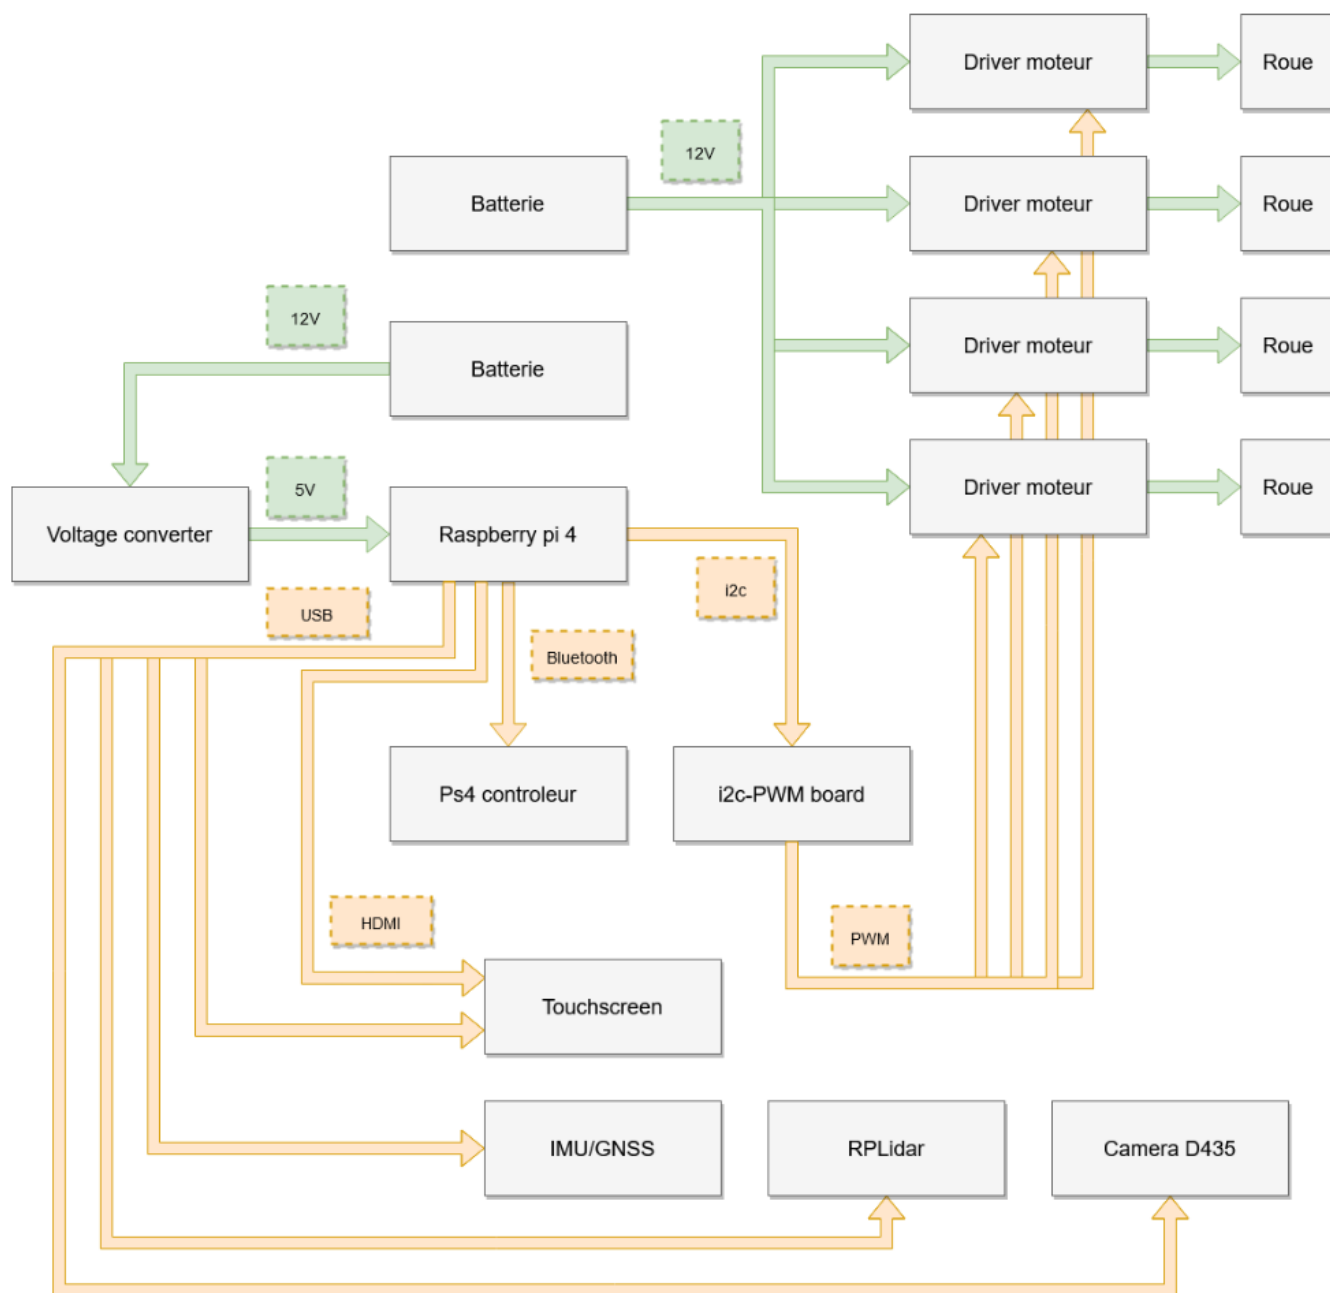 Driver moteur
Roue
12V
Batterie
Driver moteur
Roue
12V
Batterie
Driver moteur
Roue
5V
Driver moteur
Roue
Voltage converter
Raspberry pi 4
USB
i2c
Bluetooth
Ps4 controleur
i2c-PWM board
HDMI
PWM
Touchscreen
IMU/GNSS
RPLidar
Camera D435